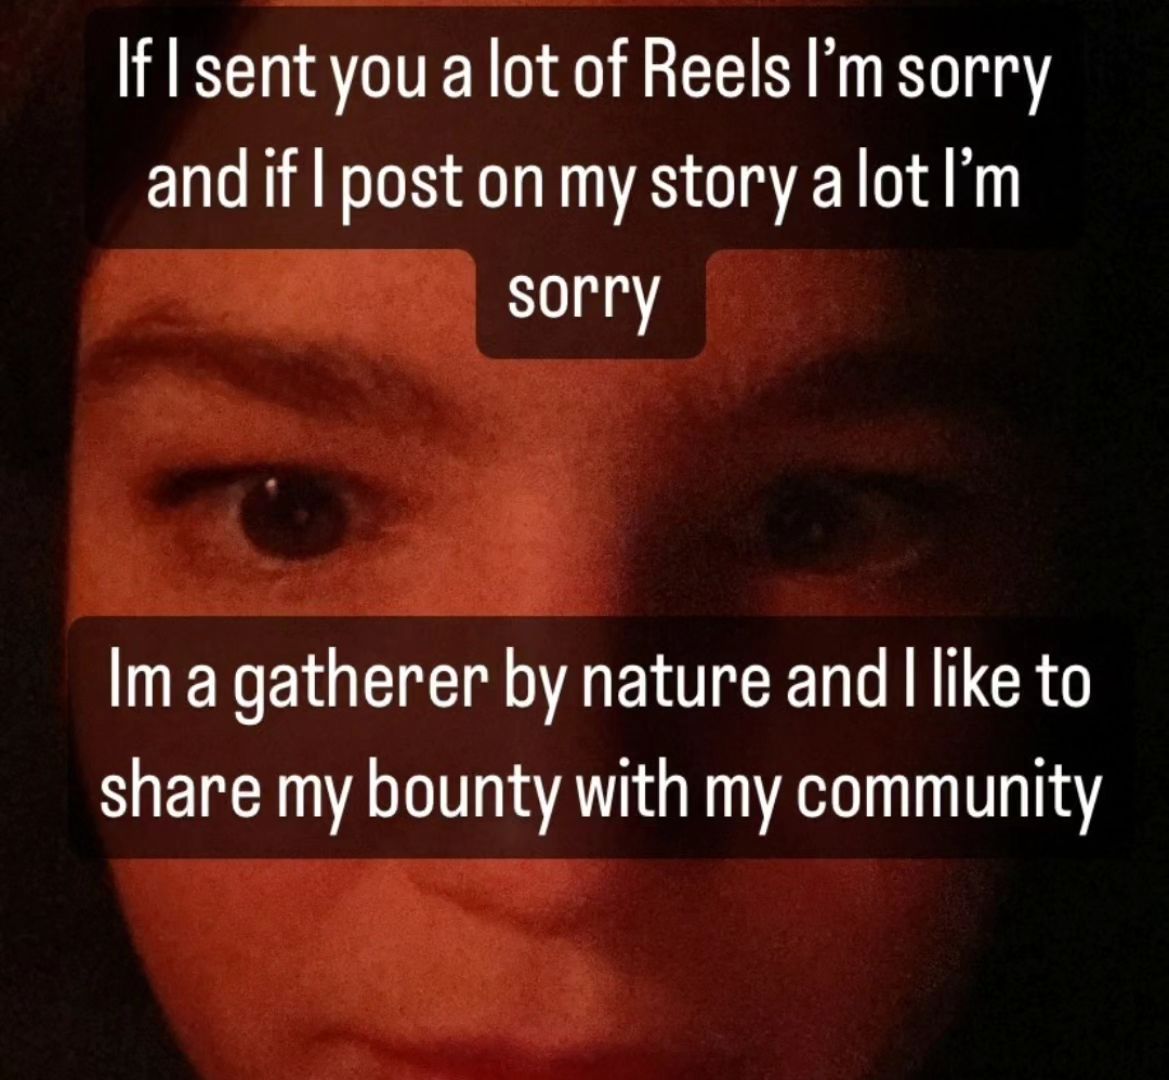 If I sent you a lot of Reels I’m sorry
and if I post on my story a lot I’m
sorry
Im a gatherer by nature and I like to
share my bounty with my community